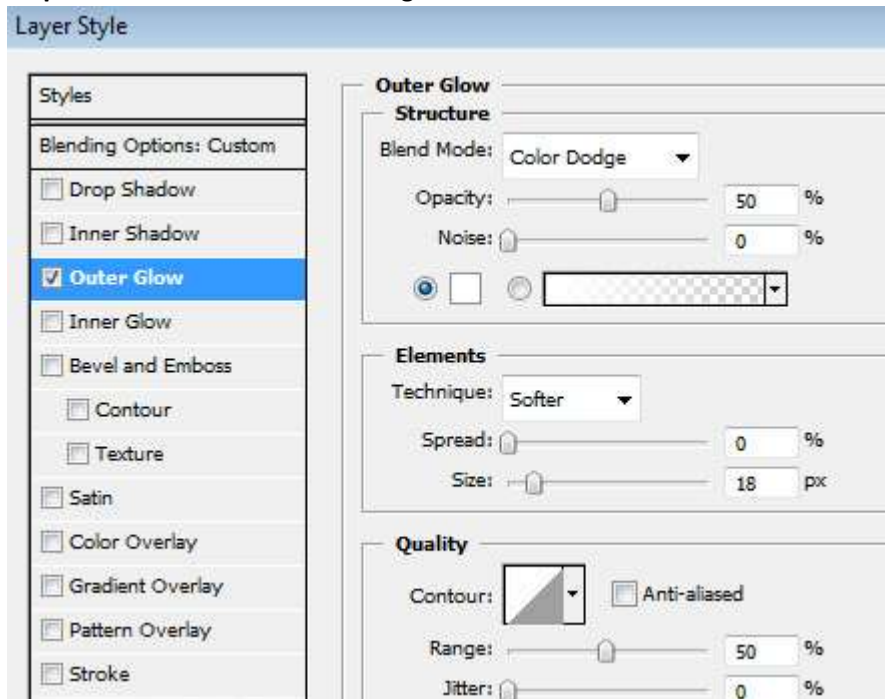 Layer Style
Styles
Blending Options: Custom
Drop Shadow
Inner Shadow
Outer Glow
Inner Glow
Bevel and Emboss
Contour
Texture
Satin
Color Overlay
Gradient Overlay
Pattern Overlay
Stroke
Outer Glow
Structure
Blend Mode: Color Dodge
Opacity: 50 %
Noise: 0 %
Elements
Technique: Softer
Spread: 0 %
Size: 18 px
Quality
Contour: Anti-aliased
Range: 50 %
Jitter: 0 %